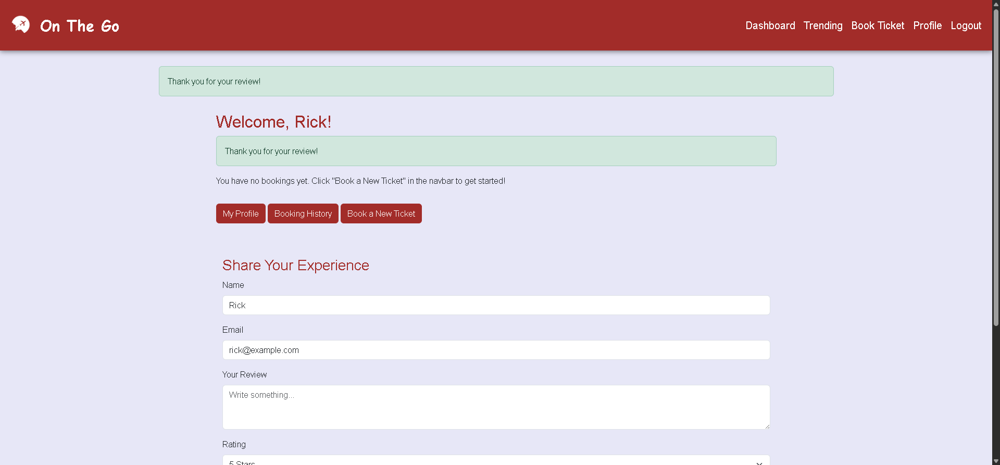 On The Go
Dashboard Trending Book Ticket Profile Logout
Thank you for your review!
Welcome, Rick!
Thank you for your review!
You have no bookings yet. Click "Book a New Ticket" in the navbar to get started!
My Profile Booking History Book a New Ticket
Share Your Experience
Name
Rick
Email
rick@example.com
Your Review
Write something...
Rating
5 Stars